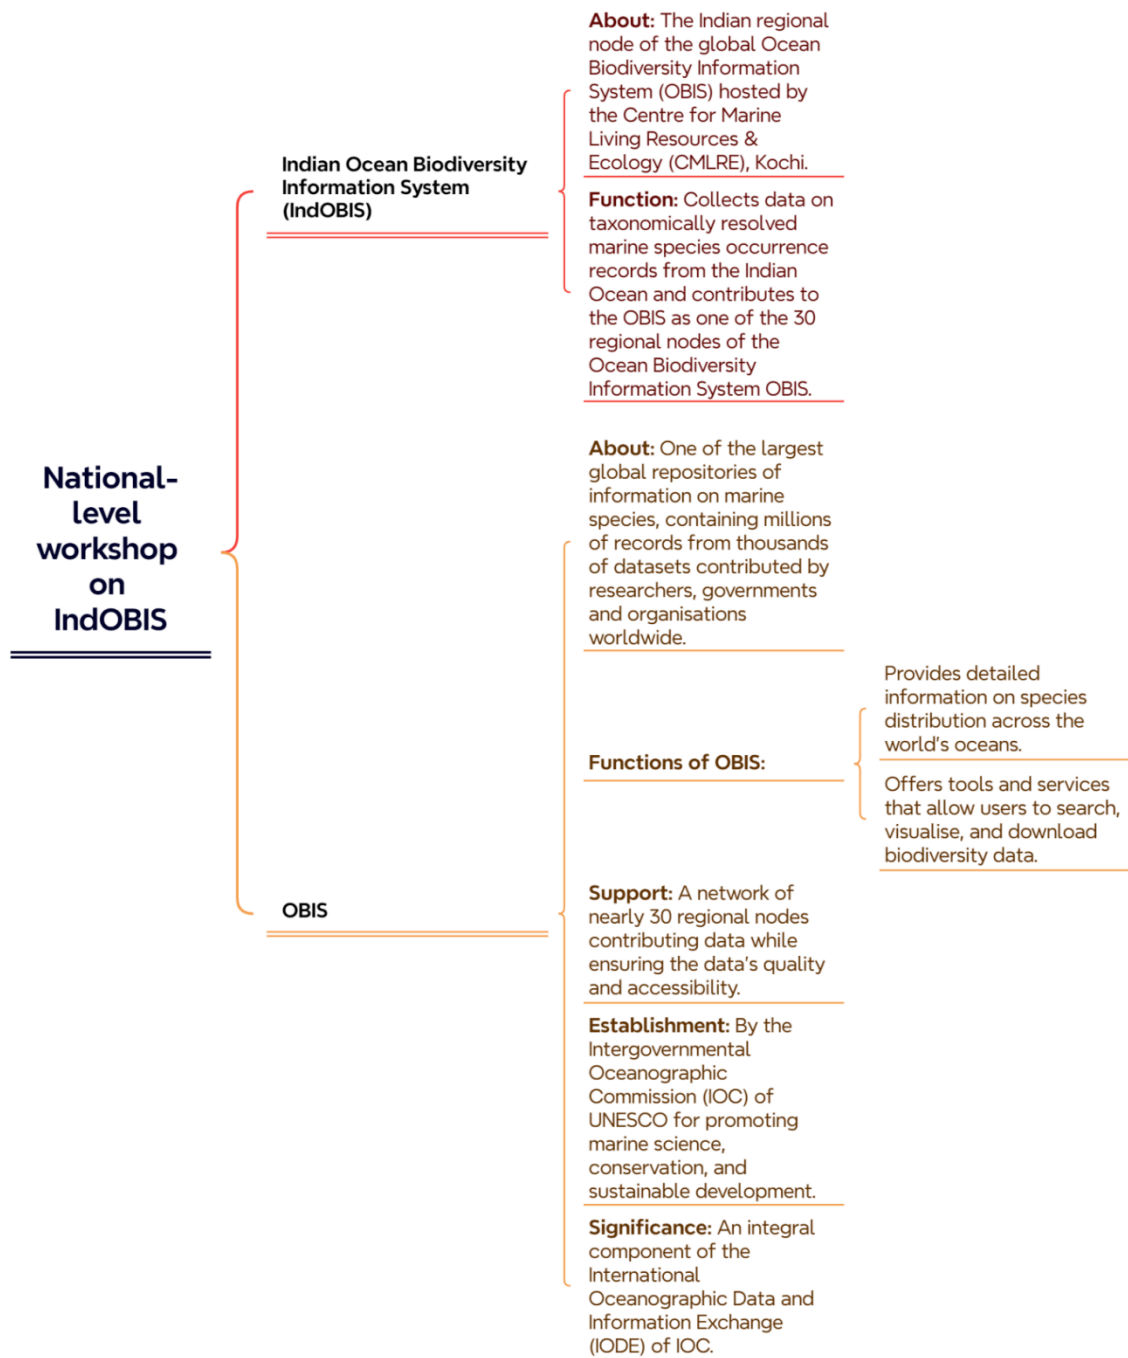 National-
level
workshop
on
IndOBIS
Indian Ocean Biodiversity
Information System
(IndOBIS)
About: The Indian regional
node of the global Ocean
Biodiversity Information
System (OBIS) hosted by
the Centre for Marine
Living Resources &
Ecology (CMLRE), Kochi.
Function: Collects data on
taxonomically resolved
marine species occurrence
records from the Indian
Ocean and contributes to
the OBIS as one of the 30
regional nodes of the
Ocean Biodiversity
Information System OBIS.
OBIS
About: One of the largest
global repositories of
information on marine
species, containing millions
of records from thousands
of datasets contributed by
researchers, governments
and organisations
worldwide.
Functions of OBIS:
Provides detailed
information on species
distribution across the
world's oceans.
Offers tools and services
that allow users to search,
visualise, and download
biodiversity data.
Support: A network of
nearly 30 regional nodes
contributing data while
ensuring the data's quality
and accessibility.
Establishment: By the
Intergovernmental
Oceanographic
Commission (IOC) of
UNESCO for promoting
marine science,
conservation, and
sustainable development.
Significance: An integral
component of the
International
Oceanographic Data and
Information Exchange
(IODE) of IOC.